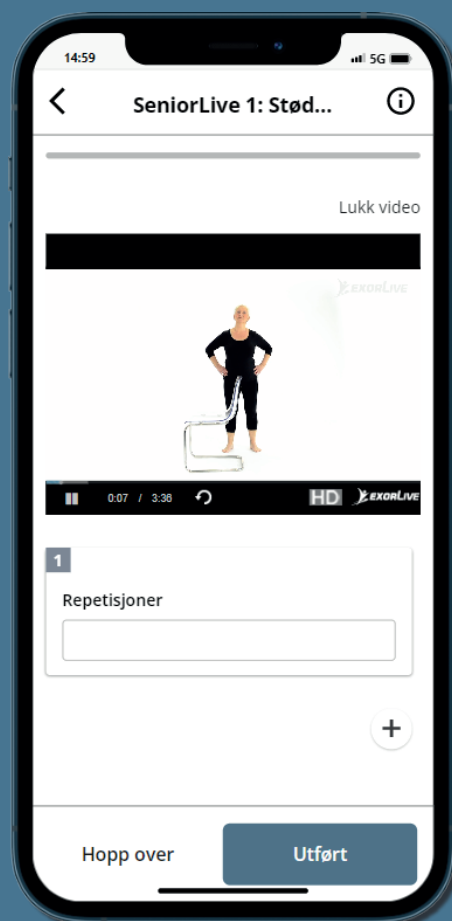 14:59
5G
SeniorLive 1: Stød...
Lukk video
EXORLIVE
0:07 / 3:36
HD
EXORLIVE
1
Repetisjoner
+
Hopp over
Utført